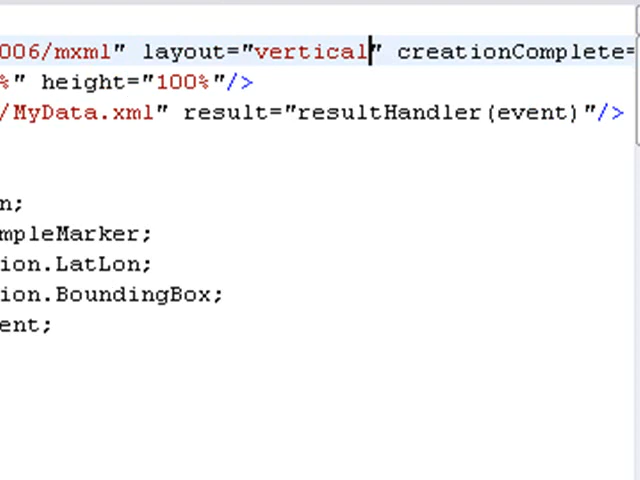 006/mxml" layout="vertical" creationComplete=
%" height="100%"/>
/MyData.xml" result="resultHandler(event)"/>
n;
mpleMarker;
ion.LatLon;
ion.BoundingBox;
ent;